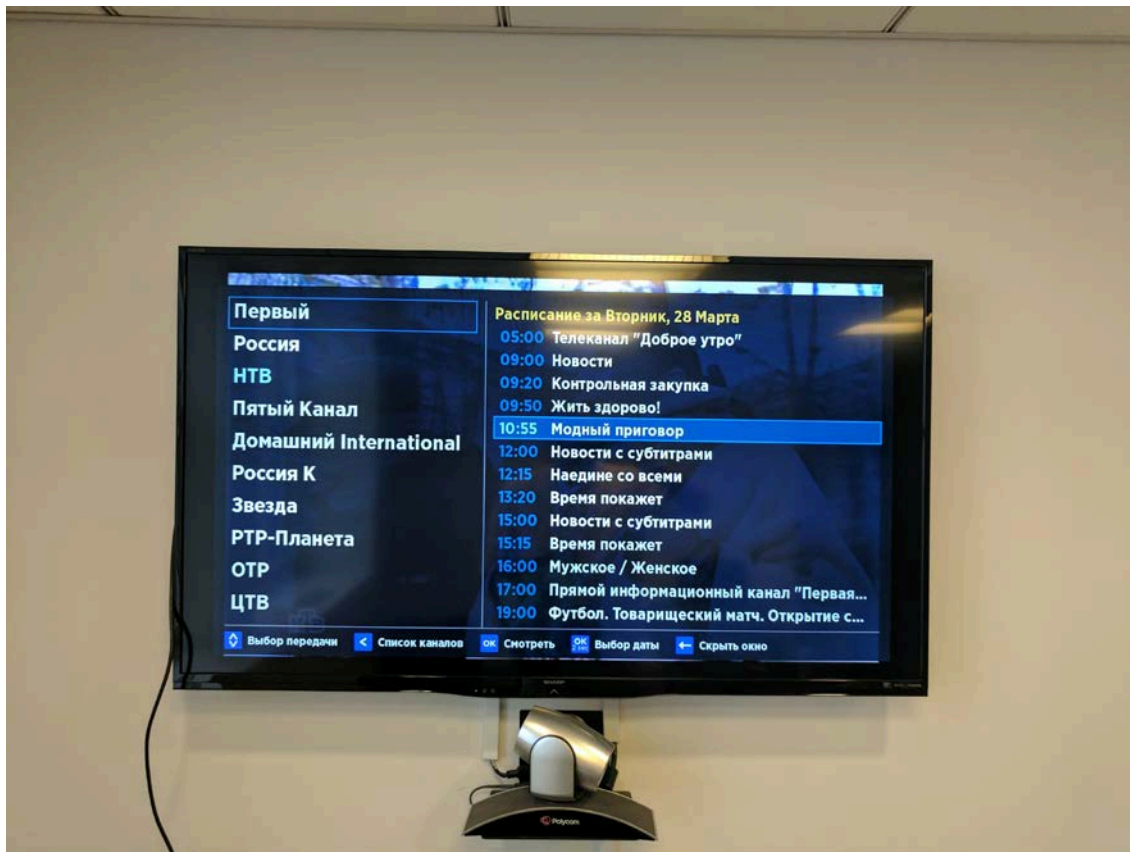 Первый
Россия
НТВ
Пятый Канал
Домашний International
Россия К
Звезда
РТР-Планета
ОТР
ЦТВ
Расписание за Вторник, 28 Марта
05:00 Телеканал "Доброе утро"
09:00 Новости
09:20 Контрольная закупка
09:50 Жить здорово!
10:55 Модный приговор
12:00 Новости с субтитрами
12:15 Наедине со всеми
13:20 Время покажет
15:00 Новости с субтитрами
15:15 Время покажет
16:00 Мужское / Женское
17:00 Прямой информационный канал "Первая...
19:00 Футбол. Товарищеский матч. Открытие с...
Выбор передачи < Список каналов ОК Смотреть ОК Выбор даты ← Скрыть окно
SHARP
Polycom